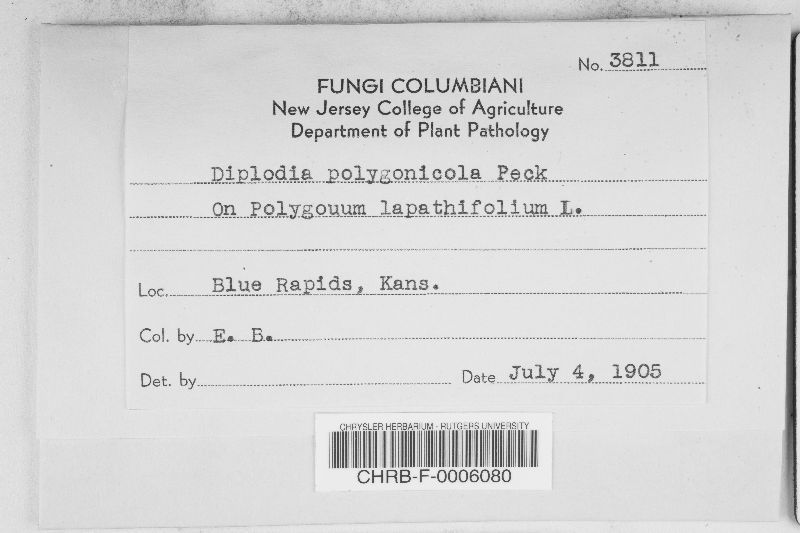 No. 3811
FUNGI COLUMBIANI
New Jersey College of Agriculture
Department of Plant Pathology
Diplodia polygonicola Peck
On Polygouum lapathifolium L.
Loc. Blue Rapids, Kans.
Col. by E. B.
Det. by Date July 4, 1905
CHRYSLER HERBARIUM - RUTGERS UNIVERSITY
CHRB-F-0006080